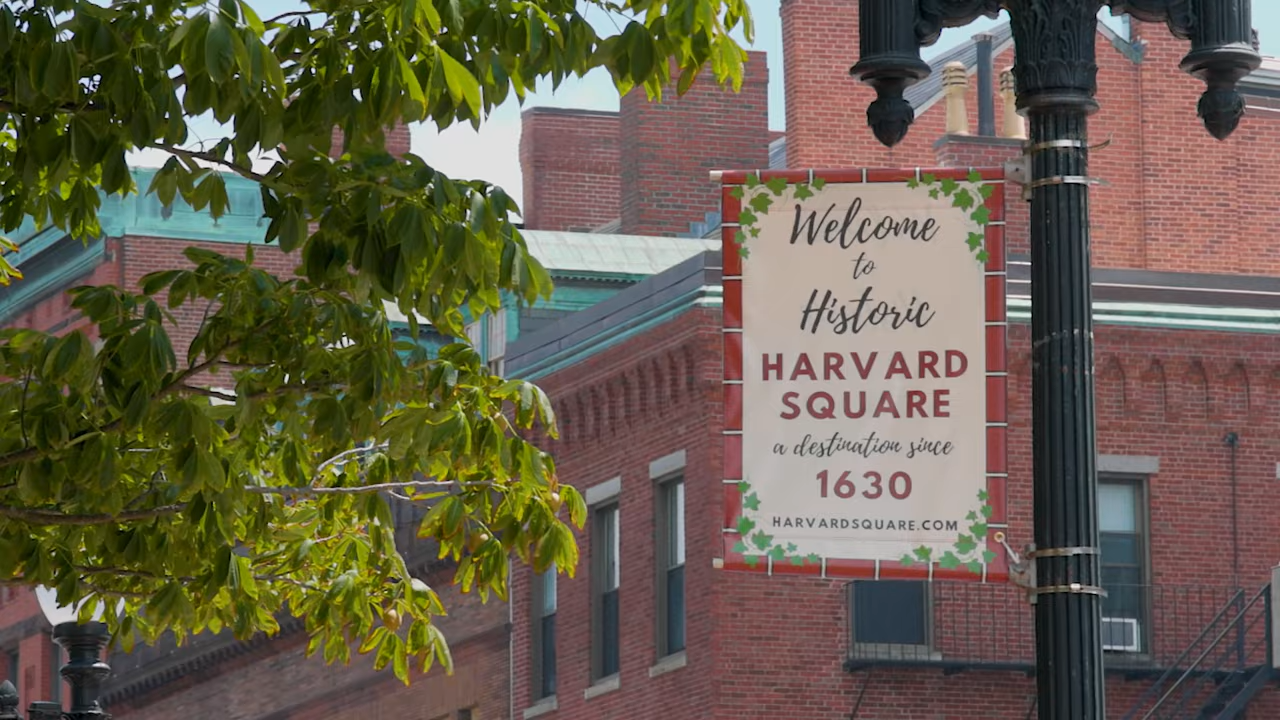 Welcome
to
Historic
HARVARD
SQUARE
a destination since
1630
HARVARDSQUARE.COM